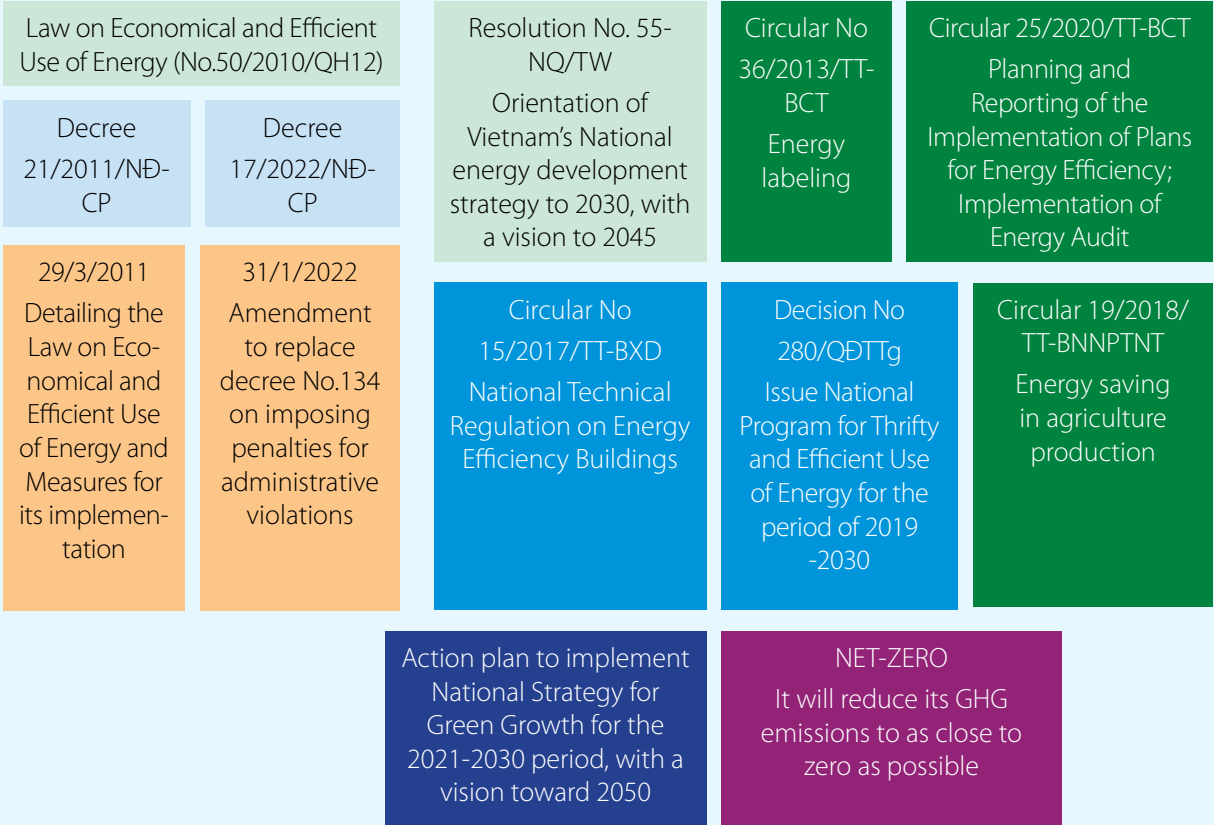 Law on Economical and Efficient
Use of Energy (No.50/2010/QH12)
Decree
21/2011/NĐ-
CP
Decree
17/2022/NĐ-
CP
29/3/2011
Detailing the
Law on Eco-
nomical and
Efficient Use
of Energy and
Measures for
its implemen-
tation
31/1/2022
Amendment
to replace
decree No.134
on imposing
penalties for
administrative
violations
Resolution No. 55-
NQ/TW
Orientation of
Vietnam’s National
energy development
strategy to 2030, with
a vision to 2045
Circular No
36/2013/TT-
BCT
Energy
labeling
Circular 25/2020/TT-BCT
Planning and
Reporting of the
Implementation of Plans
for Energy Efficiency;
Implementation of
Energy Audit
Circular No
15/2017/TT-BXD
National Technical
Regulation on Energy
Efficiency Buildings
Decision No
280/QĐTTg
Issue National
Program for Thrifty
and Efficient Use
of Energy for the
period of 2019
-2030
Circular 19/2018/
TT-BNNPTNT
Energy saving
in agriculture
production
Action plan to implement
National Strategy for
Green Growth for the
2021-2030 period, with a
vision toward 2050
NET-ZERO
It will reduce its GHG
emissions to as close to
zero as possible